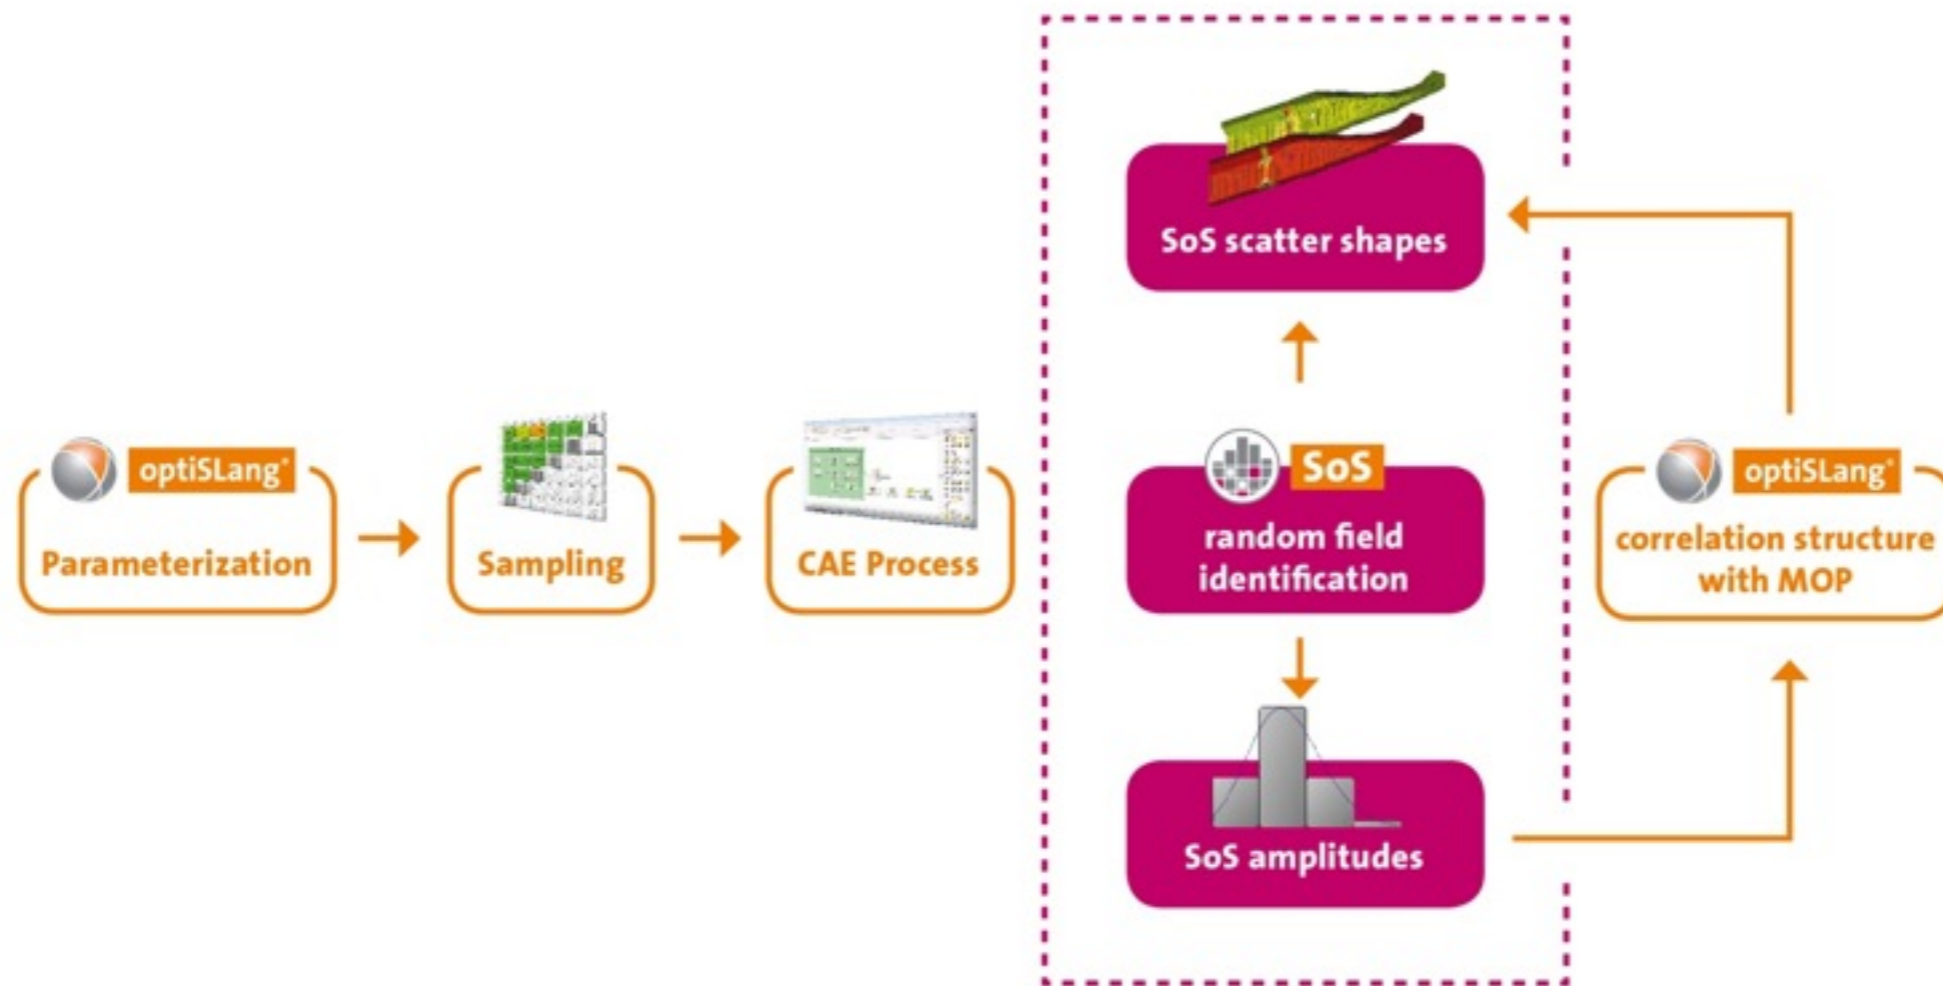 optiSLang®
Parameterization
Sampling
CAE Process
SoS scatter shapes
SoS
random field
identification
SoS amplitudes
optiSLang®
correlation structure
with MOP